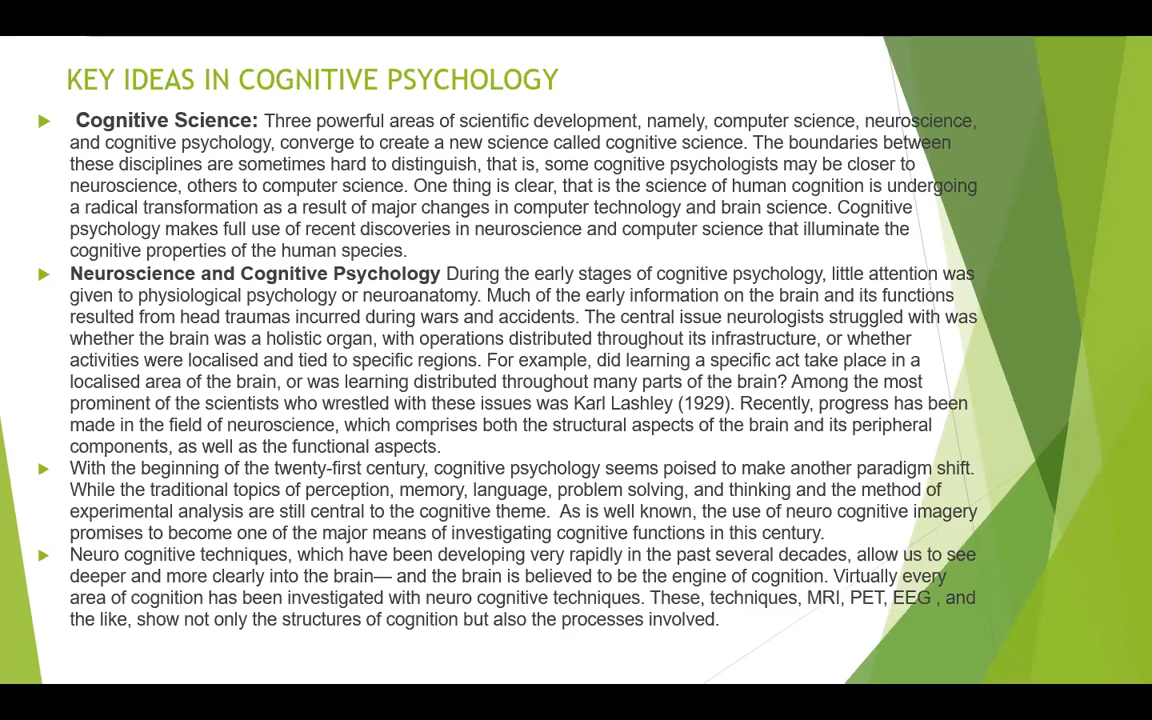 KEY IDEAS IN COGNITIVE PSYCHOLOGY
Cognitive Science: Three powerful areas of scientific development, namely, computer science, neuroscience,
and cognitive psychology, converge to create a new science called cognitive science. The boundaries between
these disciplines are sometimes hard to distinguish, that is, some cognitive psychologists may be closer to
neuroscience, others to computer science. One thing is clear, that is the science of human cognition is undergoing
a radical transformation as a result of major changes in computer technology and brain science. Cognitive
psychology makes full use of recent discoveries in neuroscience and computer science that illuminate the
cognitive properties of the human species.
Neuroscience and Cognitive Psychology During the early stages of cognitive psychology, little attention was
given to physiological psychology or neuroanatomy. Much of the early information on the brain and its functions
resulted from head traumas incurred during wars and accidents. The central issue neurologists struggled with was
whether the brain was a holistic organ, with operations distributed throughout its infrastructure, or whether
activities were localised and tied to specific regions. For example, did learning a specific act take place in a
localised area of the brain, or was learning distributed throughout many parts of the brain? Among the most
prominent of the scientists who wrestled with these issues was Karl Lashley (1929). Recently, progress has been
made in the field of neuroscience, which comprises both the structural aspects of the brain and its peripheral
components, as well as the functional aspects.
With the beginning of the twenty-first century, cognitive psychology seems poised to make another paradigm shift.
While the traditional topics of perception, memory, language, problem solving, and thinking and the method of
experimental analysis are still central to the cognitive theme.  As is well known, the use of neuro cognitive imagery
promises to become one of the major means of investigating cognitive functions in this century.
Neuro cognitive techniques, which have been developing very rapidly in the past several decades, allow us to see
deeper and more clearly into the brain— and the brain is believed to be the engine of cognition. Virtually every
area of cognition has been investigated with neuro cognitive techniques. These, techniques, MRI, PET, EEG , and
the like, show not only the structures of cognition but also the processes involved.